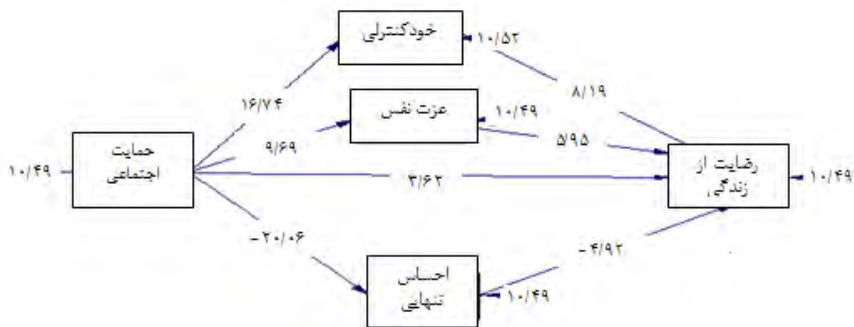 خودکنترلی
۱۰/۵۲
۸/۱۹
۱۶/۷۴
عزت نفس
۱۰/۴۹
۵/۹۵
۹/۶۹
حمایت
اجتماعی
۱۰/۴۹
۳/۶۲
رضایت از
زندگی
۱۰/۴۹
-۲۰/۰۶
-۴/۹۲
احساس
تنهایی
۱۰/۴۹